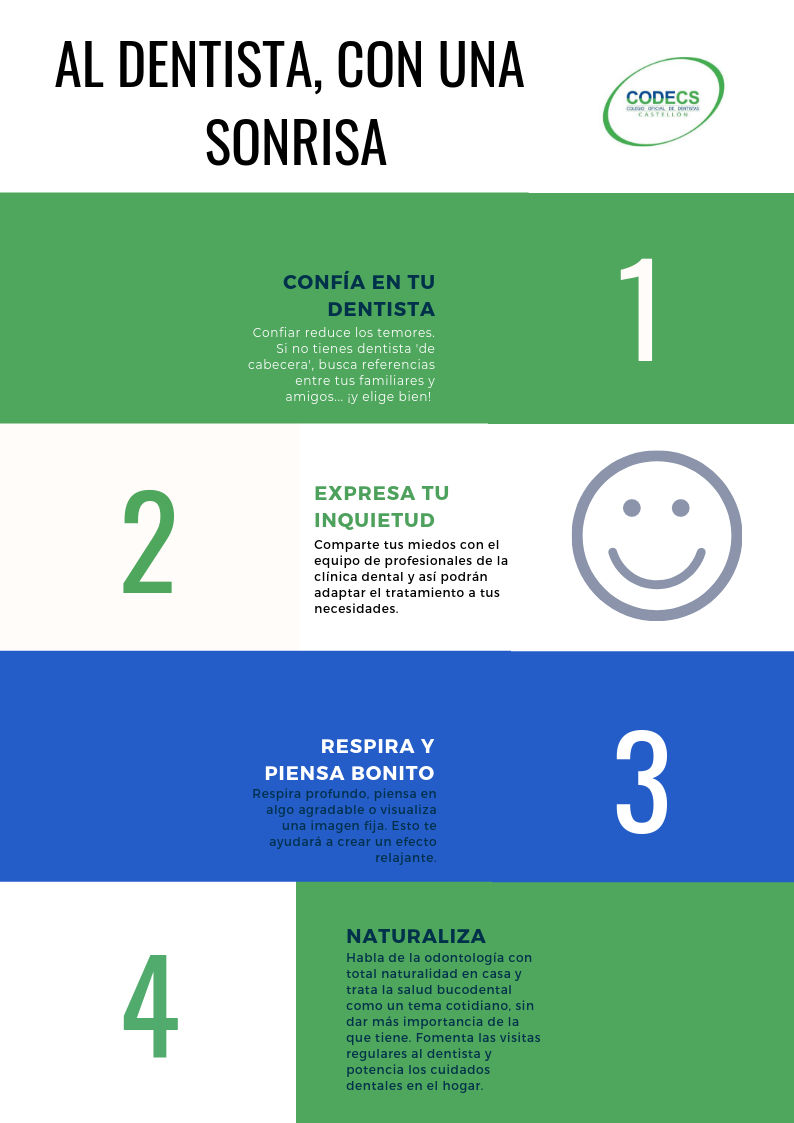 AL DENTISTA, CON UNA
SONRISA
CODECS
COLEGIO OFICIAL DE DENTISTAS
CASTELLÓN
CONFÍA EN TU
DENTISTA
Confiar reduce los temores.
Si no tienes dentista 'de
cabecera', busca referencias
entre tus familiares y
amigos... ¡y elige bien!
1
2
EXPRESA TU
INQUIETUD
Comparte tus miedos con el
equipo de profesionales de la
clínica dental y así podrán
adaptar el tratamiento a tus
necesidades.
RESPIRA Y
PIENSA BONITO
Respira profundo, piensa en
algo agradable o visualiza
una imagen fija. Esto te
ayudará a crear un efecto
relajante.
3
4
NATURALIZA
Habla de la odontología con
total naturalidad en casa y
trata la salud bucodental
como un tema cotidiano, sin
dar más importancia de la
que tiene. Fomenta las visitas
regulares al dentista y
potencia los cuidados
dentales en el hogar.